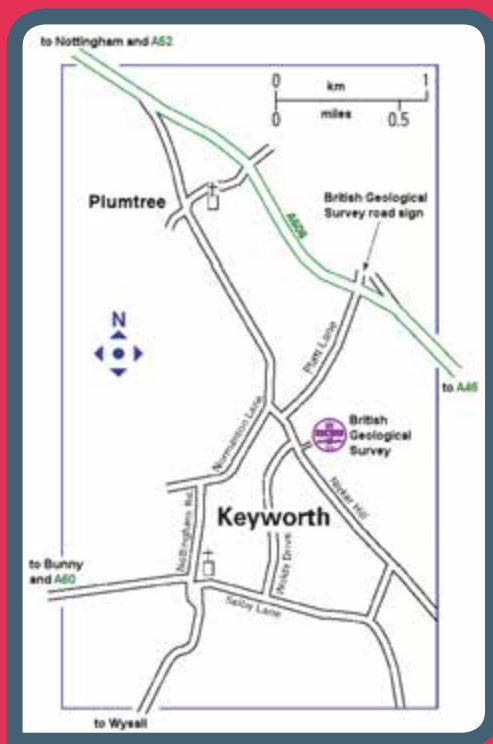 to Nottingham and A52
0
1
km
miles
0
0.5
Plumtree
British Geological
Survey road sign
A606
N
Platt Lane
to A46
Normanton Lane
British
Geological
Survey
Nicker Hill
Keyworth
Nottingham Rd
Wolds Drive
to Bunny
and A60
Selby Lane
to Wysall